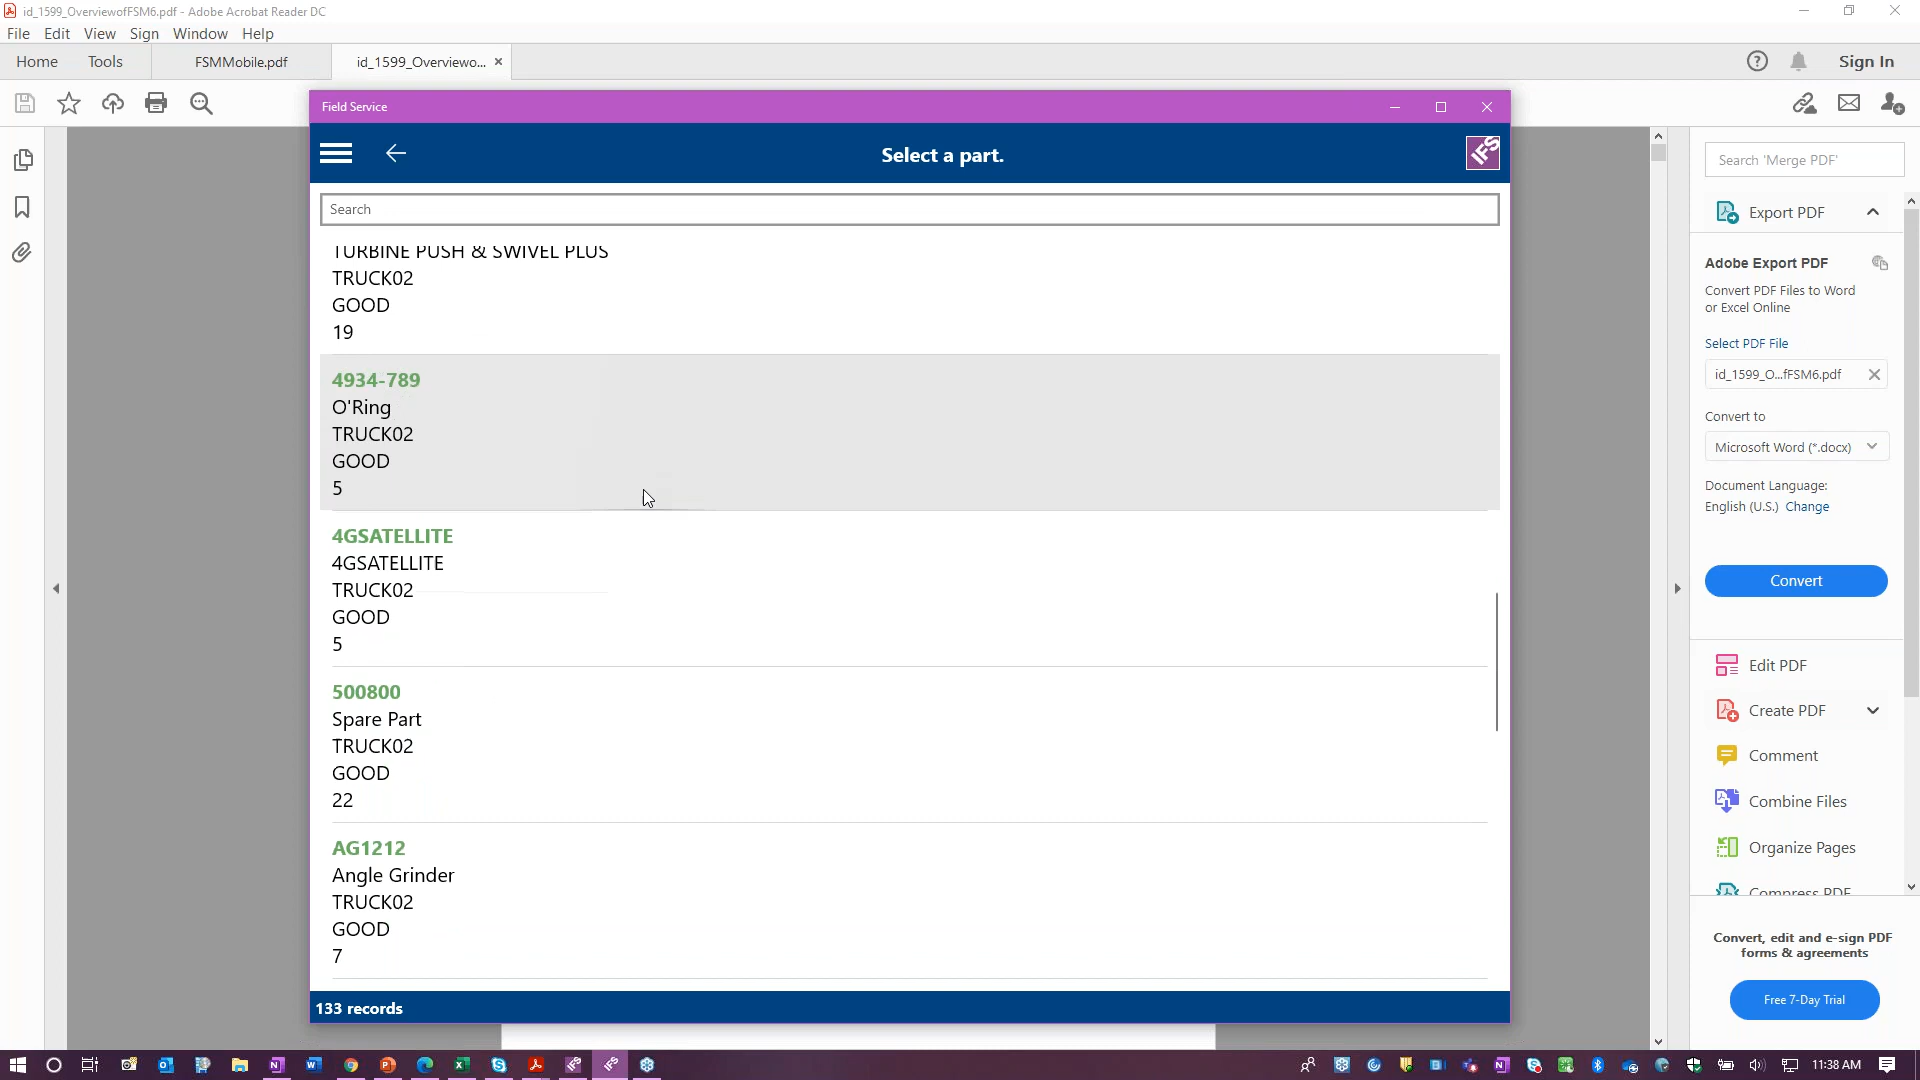 id_1599_OverviewofFSM6.pdf - Adobe Acrobat Reader DC
File Edit View Sign Window Help
Home Tools FSMMobile.pdf id_1599_Overviewo... Sign In
Field Service
Select a part.
IFS
Search
TURBINE PUSH & SWIVEL PLUS
TRUCK02
GOOD
19
4934-789
O'Ring
TRUCK02
GOOD
5
4GSATELLITE
4GSATELLITE
TRUCK02
GOOD
5
500800
Spare Part
TRUCK02
GOOD
22
AG1212
Angle Grinder
TRUCK02
GOOD
7
133 records
Search 'Merge PDF'
Export PDF
Adobe Export PDF
Convert PDF Files to Word
or Excel Online
Select PDF File
id_1599_O...fFSM6.pdf
Convert to
Microsoft Word (*.docx)
Document Language:
English (U.S.) Change
Convert
Edit PDF
Create PDF
Comment
Combine Files
Organize Pages
Compress PDF
Convert, edit and e-sign PDF
forms & agreements
Free 7-Day Trial
11:38 AM